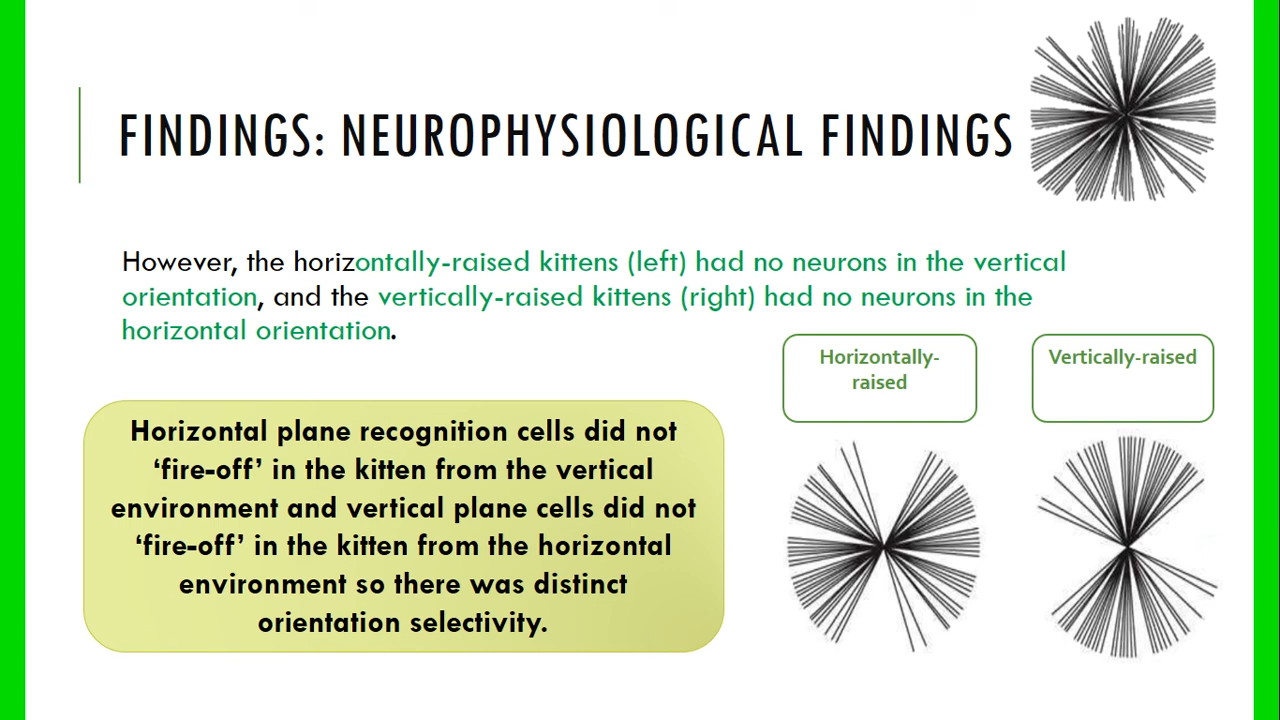 FINDINGS: NEUROPHYSIOLOGICAL FINDINGS
However, the horizontally-raised kittens (left) had no neurons in the vertical
orientation, and the vertically-raised kittens (right) had no neurons in the
horizontal orientation.
Horizontally-
raised
Vertically-raised
Horizontal plane recognition cells did not
‘fire-off’ in the kitten from the vertical
environment and vertical plane cells did not
‘fire-off’ in the kitten from the horizontal
environment so there was distinct
orientation selectivity.